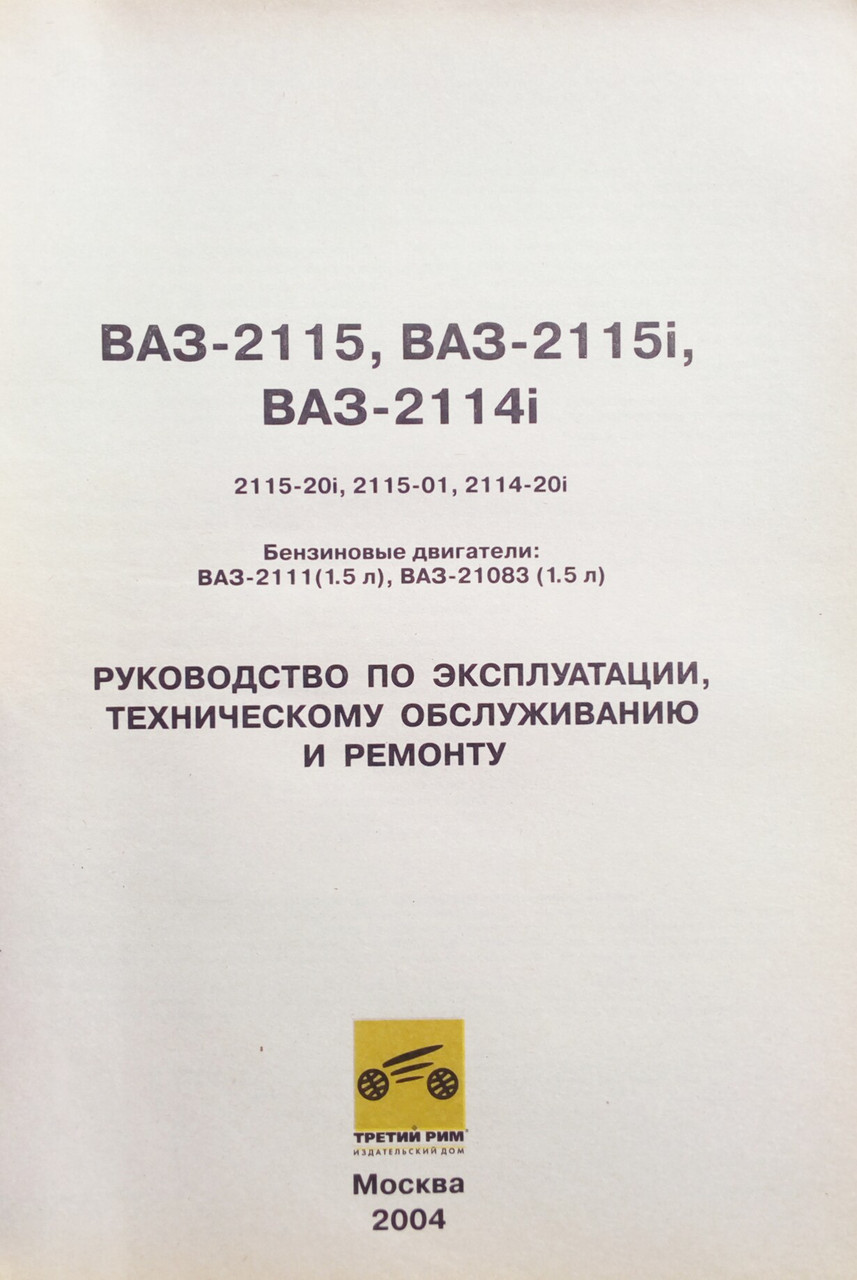 ВАЗ-2115, ВАЗ-2115i,
ВАЗ-2114i
2115-20i, 2115-01, 2114-20i
Бензиновые двигатели:
ВАЗ-2111(1.5 л), ВАЗ-21083 (1.5 л)
РУКОВОДСТВО ПО ЭКСПЛУАТАЦИИ,
ТЕХНИЧЕСКОМУ ОБСЛУЖИВАНИЮ
И РЕМОНТУ
ТРЕТИЙ РИМ
ИЗДАТЕЛЬСКИЙ ДОМ
Москва
2004